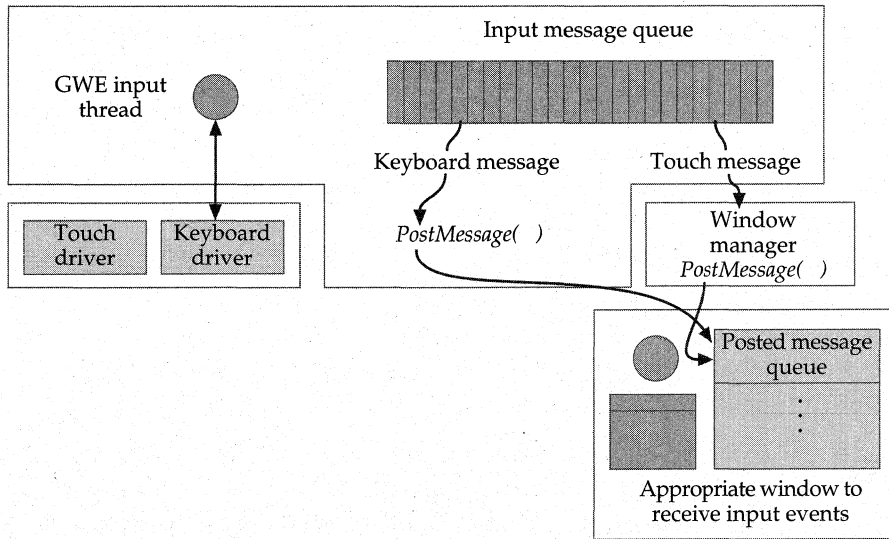 Input message queue
GWE input
thread
Keyboard message
Touch message
Touch
driver
Keyboard
driver
PostMessage( )
Window
manager
PostMessage( )
Posted message
queue
Appropriate window to
receive input events